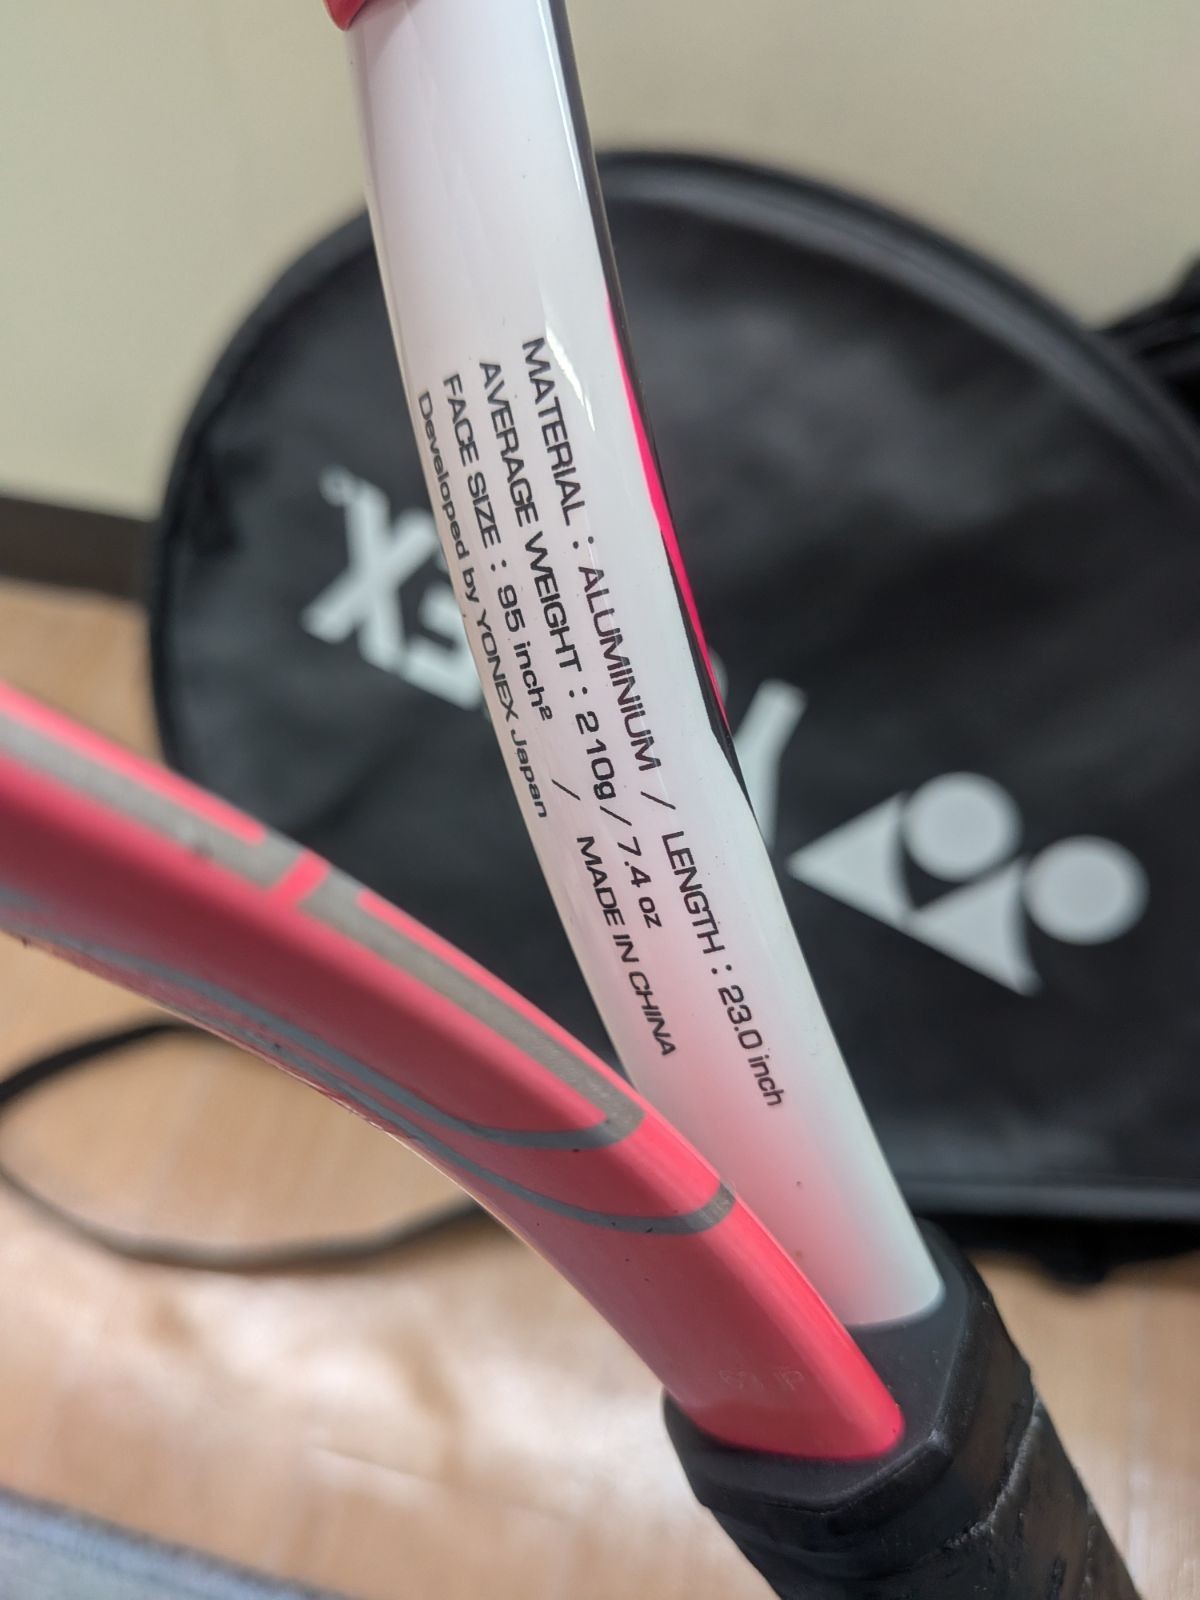 MATERIAL : ALUMINIUM / LENGTH : 23.0 inch
AVERAGE WEIGHT : 210g / 7.4 oz
FACE SIZE : 95 inch² / MADE IN CHINA
Developed by YONEX Japan